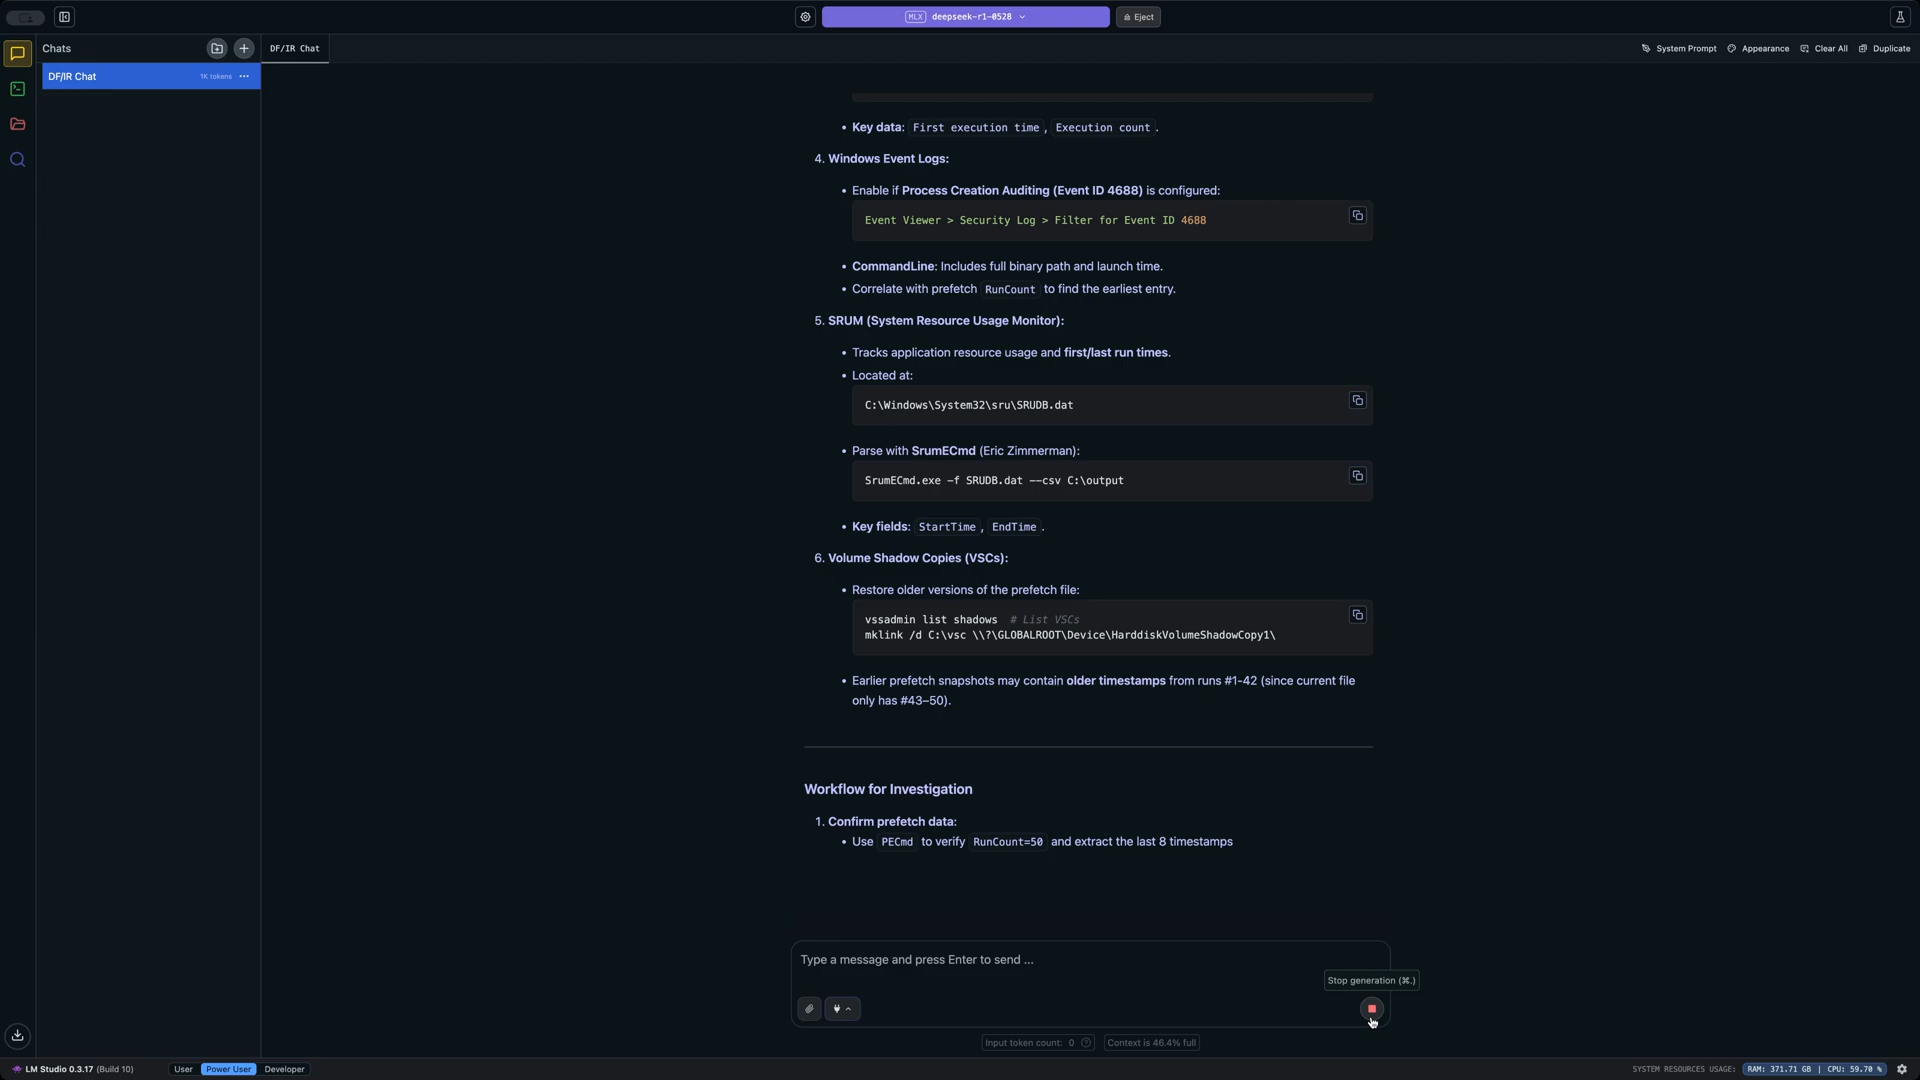 MLX deepseek-r1-0528
Eject
Chats
DF/IR Chat
System Prompt
Appearance
Clear All
Duplicate
DF/IR Chat
1K tokens
• Key data: First execution time, Execution count.
4. Windows Event Logs:
• Enable if Process Creation Auditing (Event ID 4688) is configured:
Event Viewer > Security Log > Filter for Event ID 4688
• CommandLine: Includes full binary path and launch time.
• Correlate with prefetch RunCount to find the earliest entry.
5. SRUM (System Resource Usage Monitor):
• Tracks application resource usage and first/last run times.
• Located at:
C:\Windows\System32\sru\SRUDB.dat
• Parse with SrumECmd (Eric Zimmerman):
SrumECmd.exe -f SRUDB.dat --csv C:\output
• Key fields: StartTime, EndTime.
6. Volume Shadow Copies (VSCs):
• Restore older versions of the prefetch file:
vssadmin list shadows # List VSCs
mklink /d C:\vsc \\?\GLOBALROOT\Device\HarddiskVolumeShadowCopy1\
• Earlier prefetch snapshots may contain older timestamps from runs #1-42 (since current file
only has #43–50).
Workflow for Investigation
1. Confirm prefetch data:
• Use PECmd to verify RunCount=50 and extract the last 8 timestamps
Type a message and press Enter to send ...
Stop generation (⌘.)
Input token count: 0
Context is 46.4% full
LM Studio 0.3.17 (Build 10)
User
Power User
Developer
SYSTEM RESOURCES USAGE:
RAM: 371.71 GB | CPU: 59.70 %